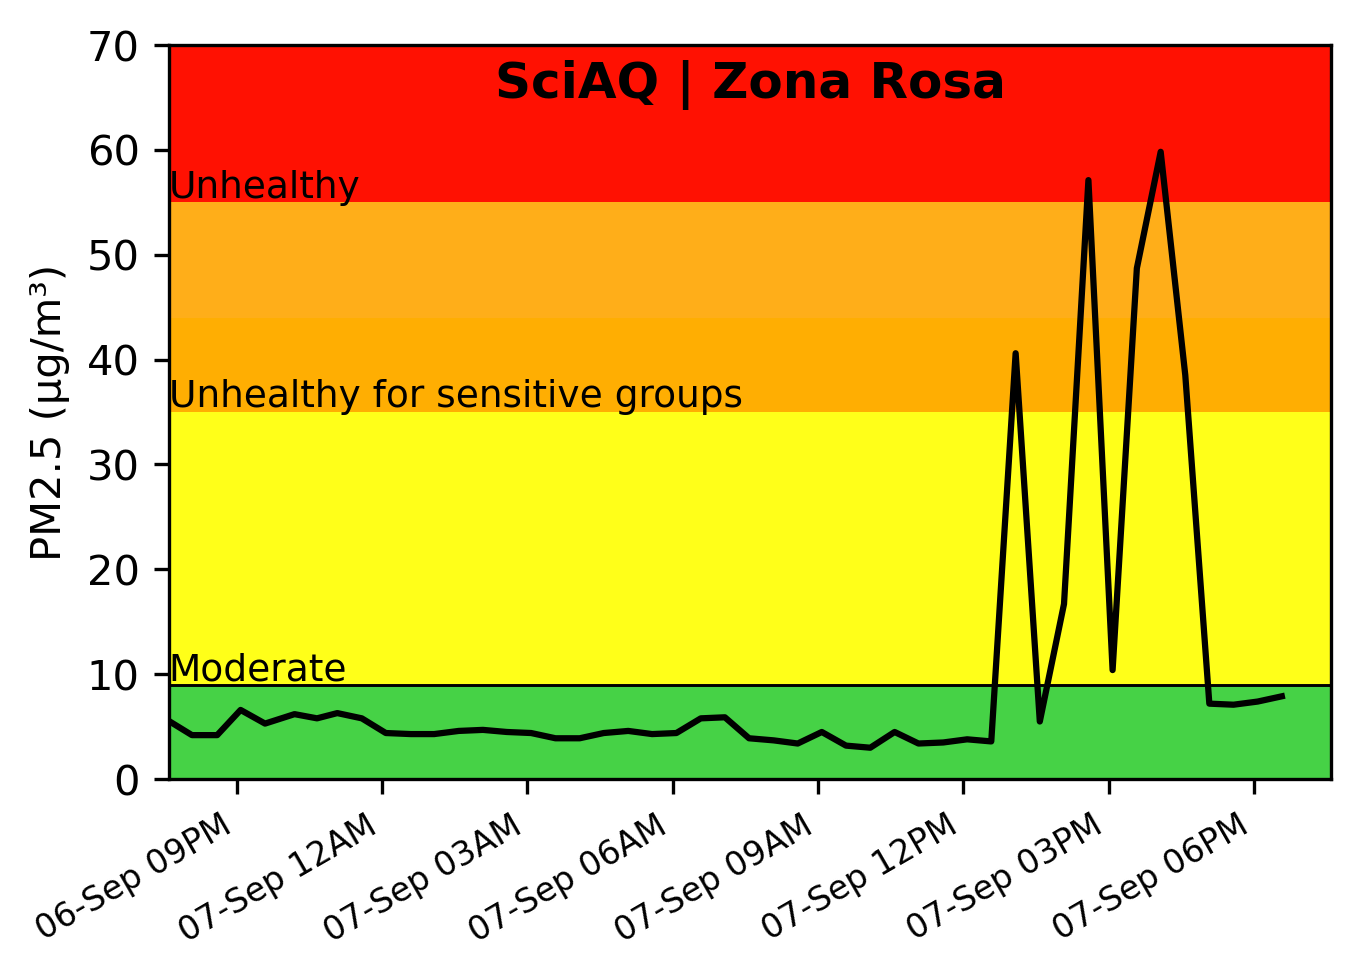 SciAQ | Zona Rosa
PM2.5 (µg/m³)
70
60
50
40
30
20
10
0
Unhealthy
Unhealthy for sensitive groups
Moderate
06-Sep 09PM
07-Sep 12AM
07-Sep 03AM
07-Sep 06AM
07-Sep 09AM
07-Sep 12PM
07-Sep 03PM
07-Sep 06PM